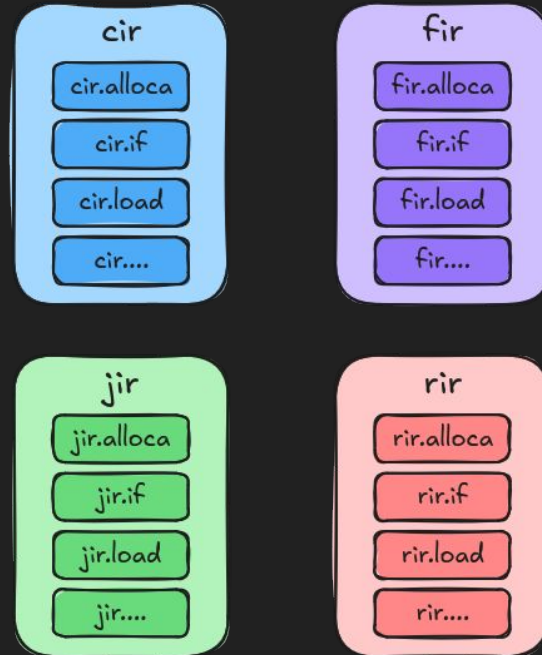 cir
cir.alloca
cir.if
cir.load
cir....
fir
fir.alloca
fir.if
fir.load
fir....
jir
jir.alloca
jir.if
jir.load
jir....
rir
rir.alloca
rir.if
rir.load
rir....